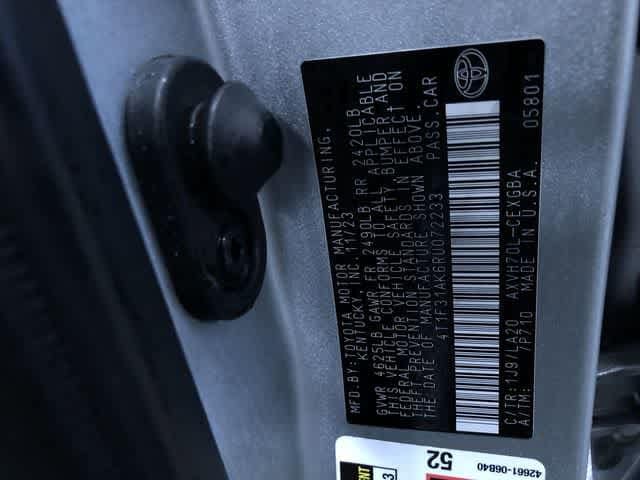 MFD.BY:TOYOTA MOTOR MANUFACTURING,
KENTUCKY, INC. 11/23
GVWR 4625LB GAWR FR 2490LB RR 2420LB
THIS VEHICLE CONFORMS TO ALL APPLICABLE
FEDERAL MOTOR VEHICLE SAFETY, BUMPER, AND
THEFT PREVENTION STANDARDS IN EFFECT ON
THE DATE OF MANUFACTURE SHOWN ABOVE.
4T1F31AK6RU072233 PASS.CAR
C/TR:1J9/LA20 AXVH70L-CEXGBA
A/TM: 7P710 MADE IN U.S.A. 05801
52
42661-06B40